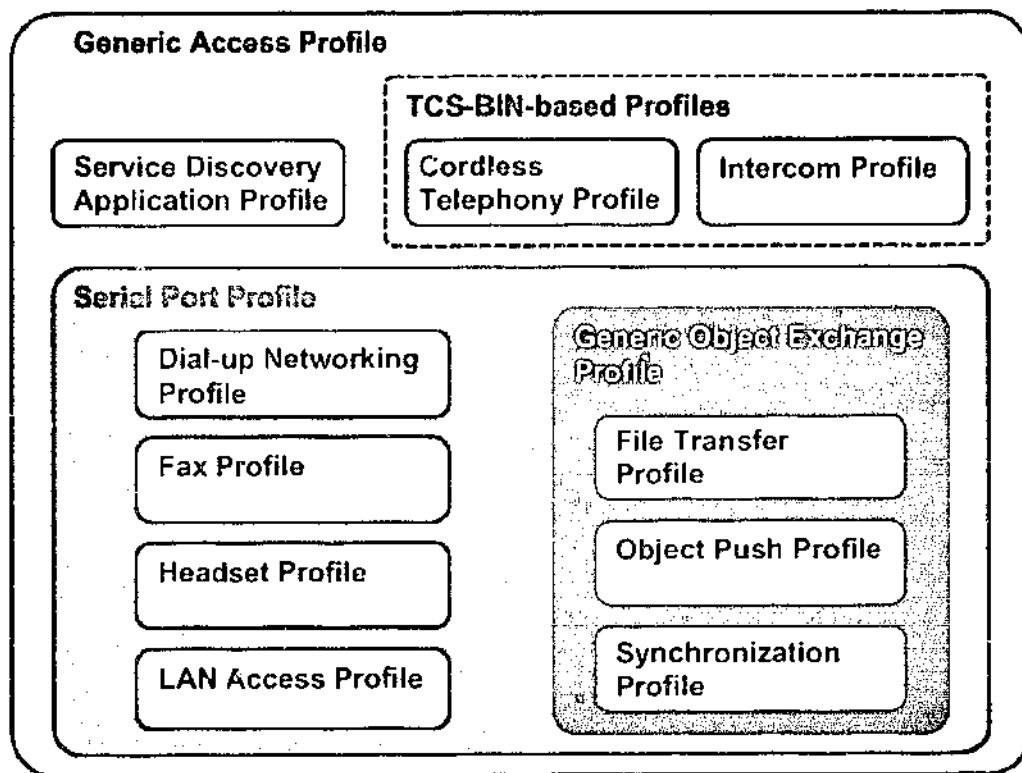 Generic Access Profile
TCS-BIN-based Profiles
Service Discovery
Application Profile
Cordless
Telephony Profile
Intercom Profile
Serial Port Profile
Dial-up Networking
Profile
Fax Profile
Headset Profile
LAN Access Profile
Generic Object Exchange
Profile
File Transfer
Profile
Object Push Profile
Synchronization
Profile